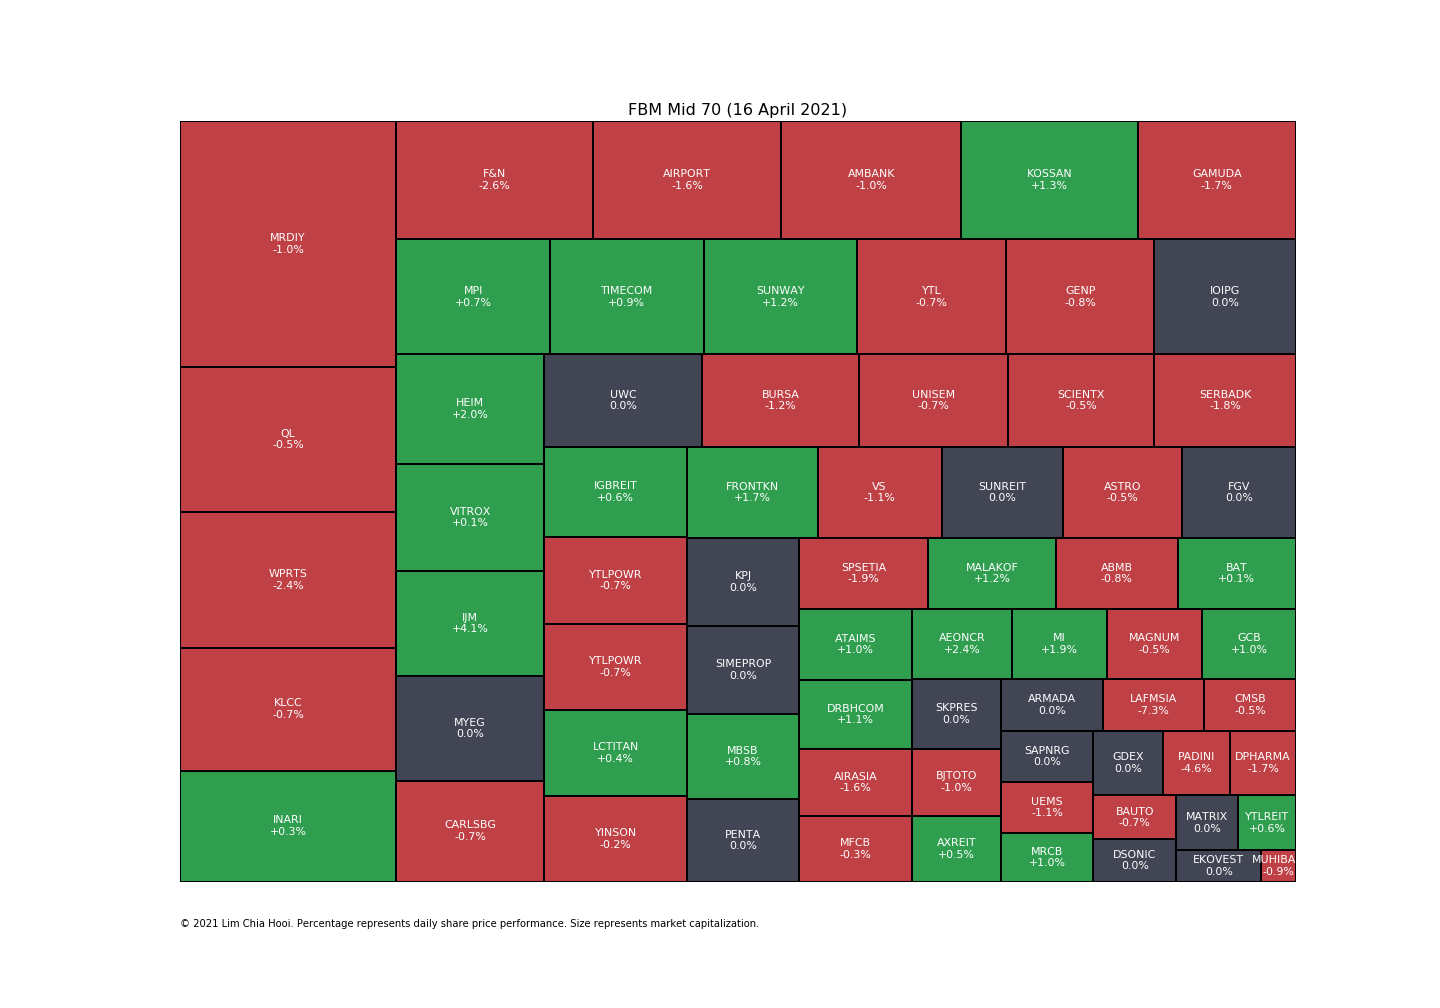 FBM Mid 70 (16 April 2021)
MRDIY
-1.0%
QL
-0.5%
WPRTS
-2.4%
KLCC
-0.7%
INARI
+0.3%
F&N
-2.6%
AIRPORT
-1.6%
AMBANK
-1.0%
KOSSAN
+1.3%
GAMUDA
-1.7%
MPI
+0.7%
TIMECOM
+0.9%
SUNWAY
+1.2%
YTL
-0.7%
GENP
-0.8%
IOIPG
0.0%
HEIM
+2.0%
VITROX
+0.1%
IJM
+4.1%
MYEG
0.0%
CARLSBG
-0.7%
UWC
0.0%
BURSA
-1.2%
UNISEM
-0.7%
SCIENTX
-0.5%
SERBADK
-1.8%
IGBREIT
+0.6%
YTLPOWR
-0.7%
YTLPOWR
-0.7%
LCTITAN
+0.4%
YINSON
-0.2%
FRONTKN
+1.7%
VS
-1.1%
SUNREIT
0.0%
ASTRO
-0.5%
FGV
0.0%
KPJ
0.0%
SIMEPROP
0.0%
MBSB
+0.8%
PENTA
0.0%
SPSETIA
-1.9%
MALAKOF
+1.2%
ABMB
-0.8%
BAT
+0.1%
ATAIMS
+1.0%
DRBHCOM
+1.1%
AIRASIA
-1.6%
MFCB
-0.3%
AEONCR
+2.4%
MI
+1.9%
MAGNUM
-0.5%
GCB
+1.0%
SKPRES
0.0%
BJTOTO
-1.0%
AXREIT
+0.5%
ARMADA
0.0%
LAFMSIA
-7.3%
CMSB
-0.5%
SAPNRG
0.0%
UEMS
-1.1%
MRCB
+1.0%
GDEX
0.0%
PADINI
-4.6%
DPHARMA
-1.7%
BAUTO
-0.7%
DSONIC
0.0%
MATRIX
0.0%
YTLREIT
+0.6%
EKOVEST
0.0%
MUHIBA
-0.9%
© 2021 Lim Chia Hooi. Percentage represents daily share price performance. Size represents market capitalization.